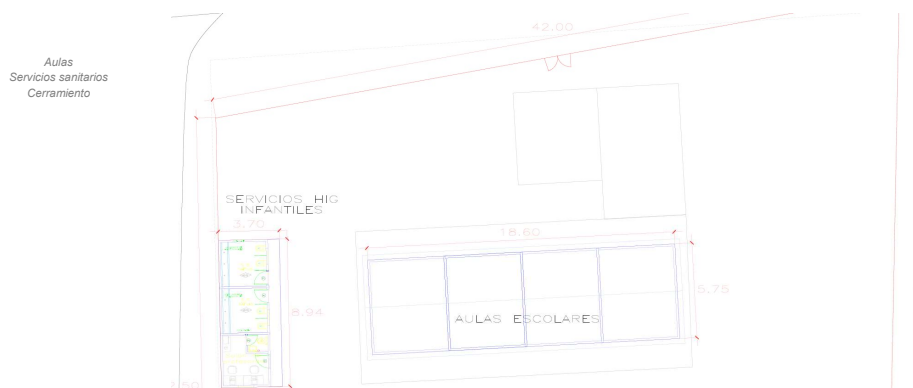 Aulas
Servicios sanitarios
Cerramiento
42.00
SERVICIOS HIG
INFANTILES
3.70
18.60
5.75
8.94
AULAS ESCOLARES